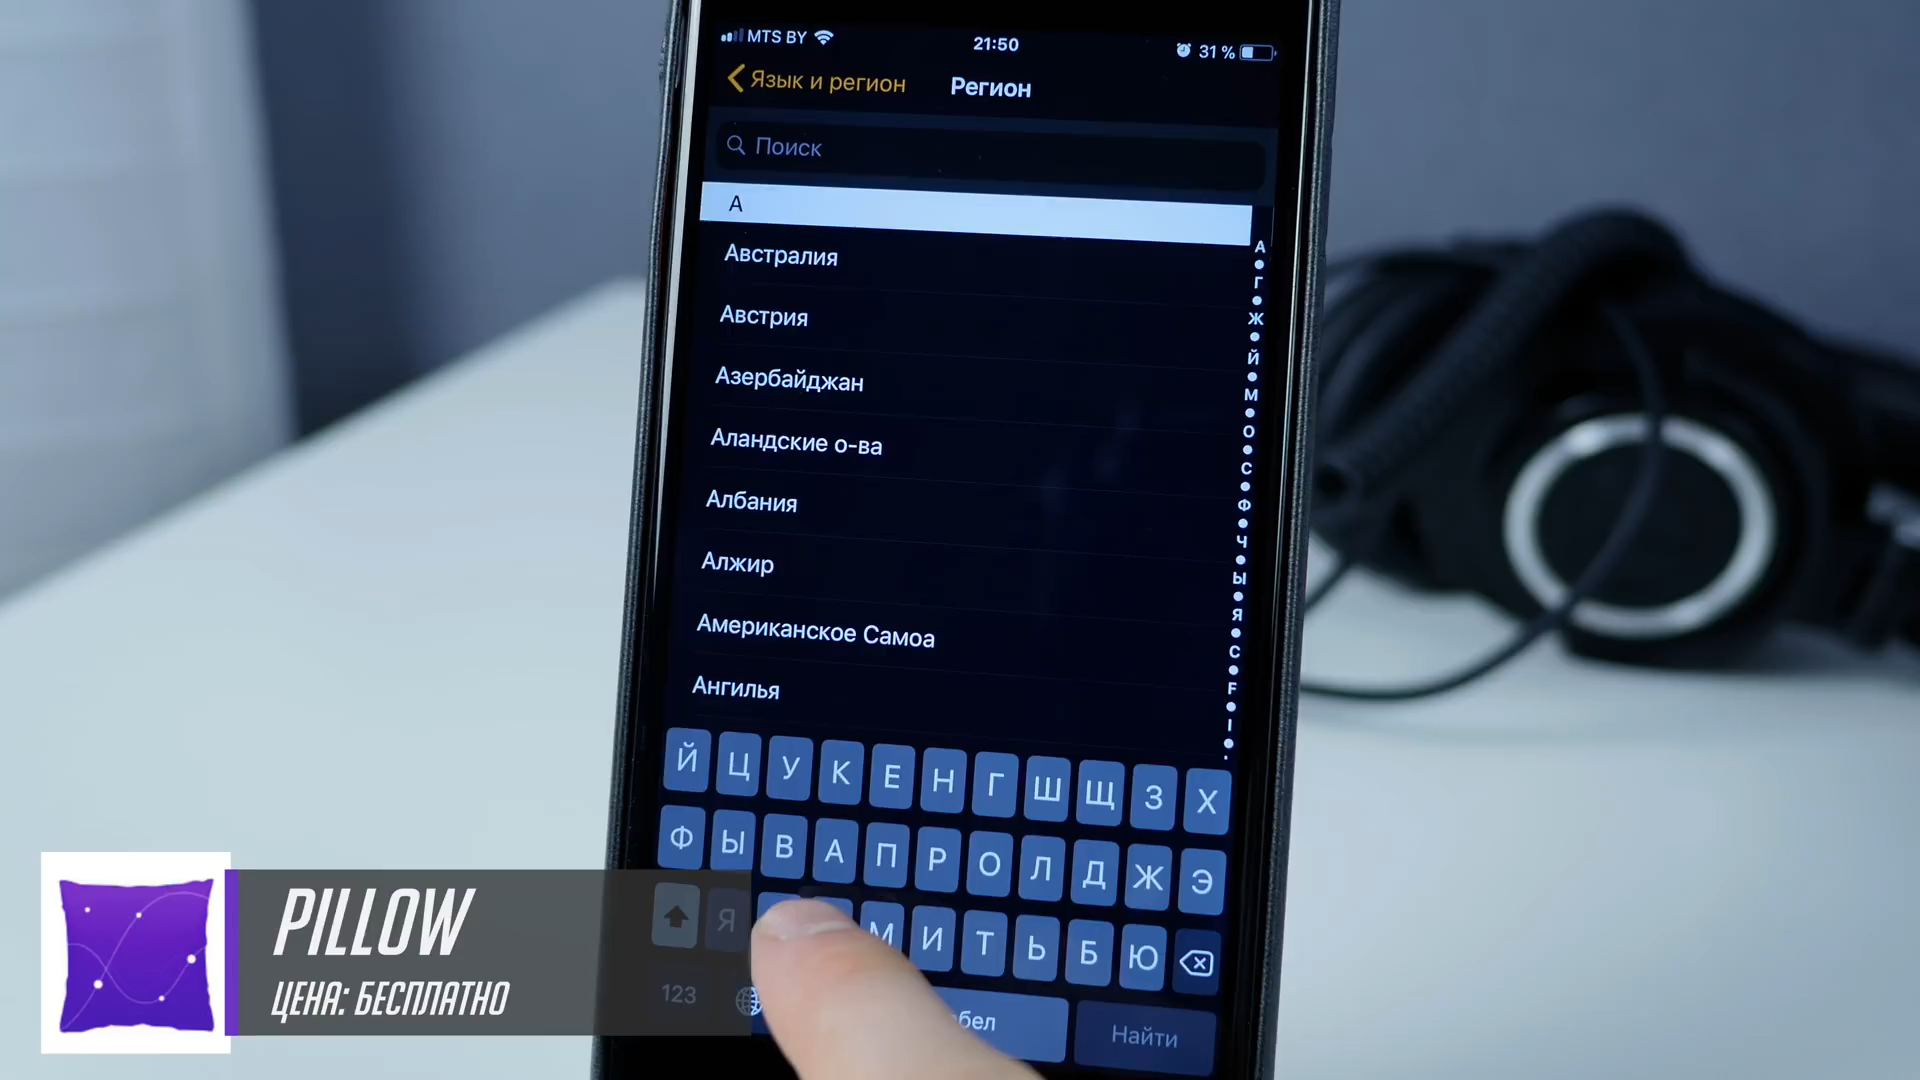 MTS BY
21:50
31 %
Язык и регион
Регион
Поиск
А
Австралия
Австрия
Азербайджан
Аландские о-ва
Албания
Алжир
Американское Самоа
Ангилья
А
Г
Ж
Й
М
О
С
Ф
Ч
Ы
Я
C
F
I
Й Ц У К Е Н Г Ш Щ З Х
Ф Ы В А П Р О Л Д Ж Э
Я М И Т Ь Б Ю
123
Найти
PILLOW
ЦЕНА: БЕСПЛАТНО